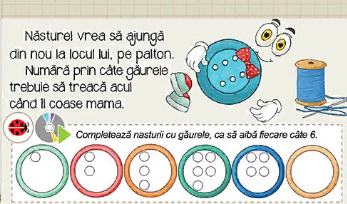 Năsturel vrea să ajungă
din nou la locul lui, pe palton.
Numără prin câte găurele
trebuie să treacă acul
când îl coase mama.
Completează nasturii cu găurele, ca să aibă fiecare câte 6.